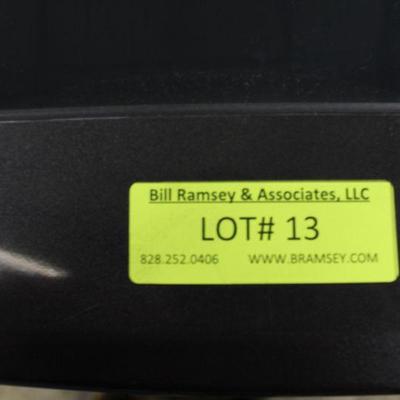 Bill Ramsey & Associates, LLC
LOT# 13
828.252.0406 WWW.BRAMSEY.COM